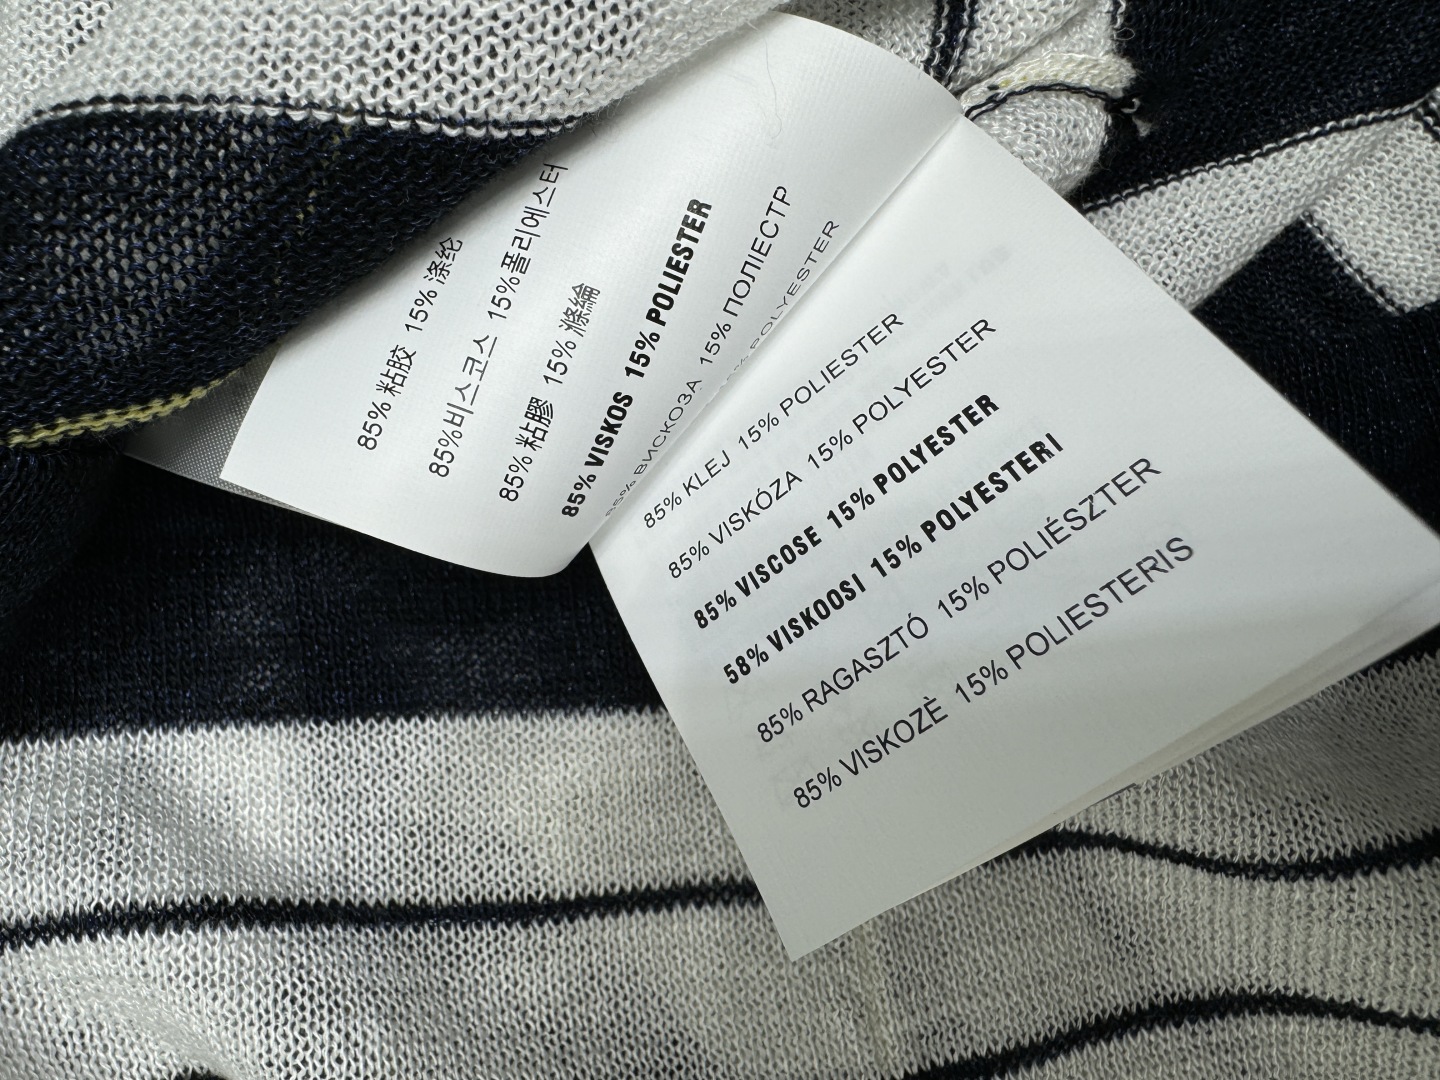 85% 粘胶 15% 涤纶
85%비스코스 15%폴리에스터
85% 粘膠 15% 滌綸
85% VISKOS 15% POLIESTER
85% ВИСКОЗА 15% ПОЛІЕСТР
POLYESTER
85% KLEJ 15% POLIESTER
85% VISKÓZA 15% POLYESTER
85% VISCOSE 15% POLYESTER
58% VISKOOSI 15% POLYESTERI
85% RAGASZTÓ 15% POLIÉSZTER
85% VISKOZĖ 15% POLIESTERIS